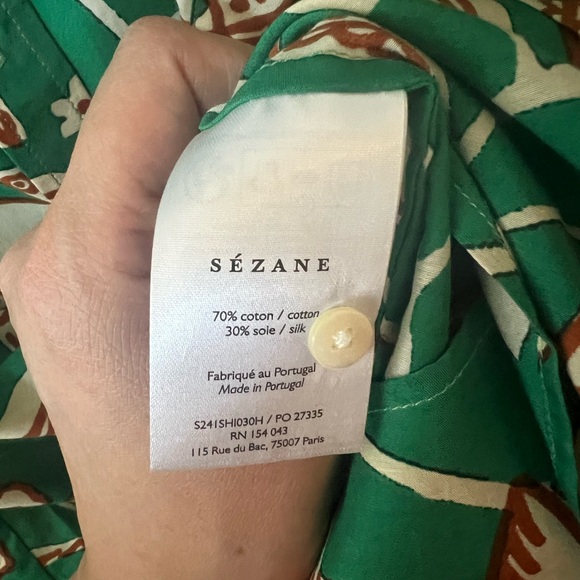 SÉZANE
70% coton / cotton
30% sole / silk
Fabriqué au Portugal
Made in Portugal
S241SHI030H / PO 27335
RN 154 043
115 Rue du Bac, 75007 Paris